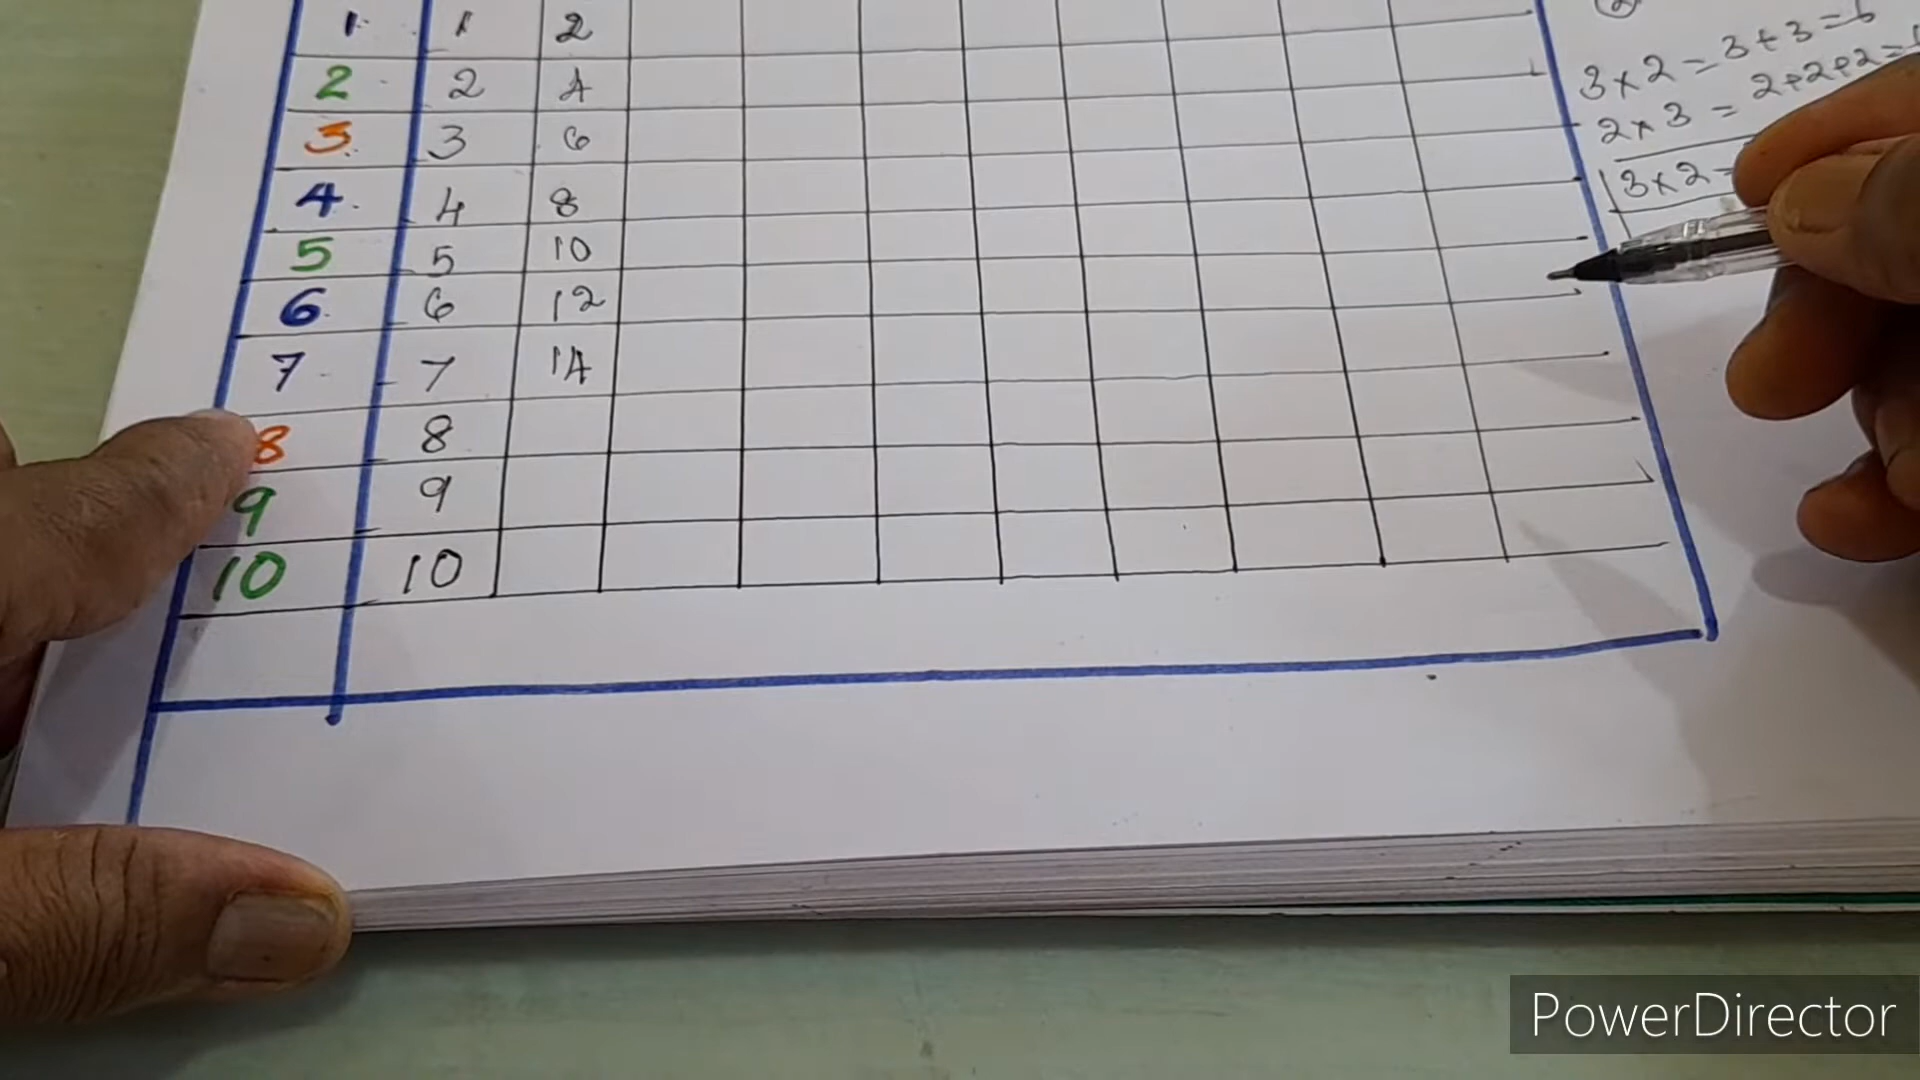 1 1 2
2 2 4
3 3 6
4 4 8
5 5 10
6 6 12
7 7 14
8 8
9 9
10 10
3×2=3+3=6
2×3 = 2+2+2=
3×2=
PowerDirector